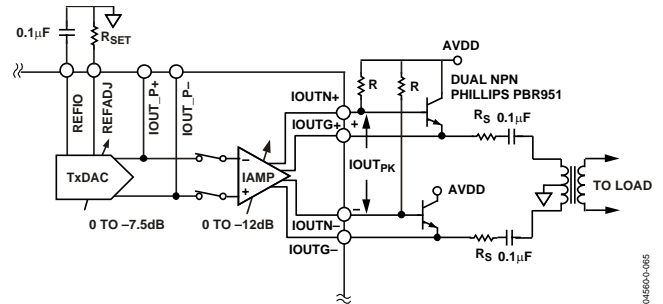 0.1µF
RSET
AVDD
R
R
DUAL NPN
PHILLIPS PBR951
REFIO
REFADJ
IOUT_P+
IOUT_P–
IOUTN+
IOUTG+
+
RS 0.1µF
TxDAC
–
IAMP
+
IOUTPK
TO LOAD
AVDD
–
IOUTN–
IOUTG–
0 TO –7.5dB
0 TO –12dB
RS 0.1µF
04560-0-065